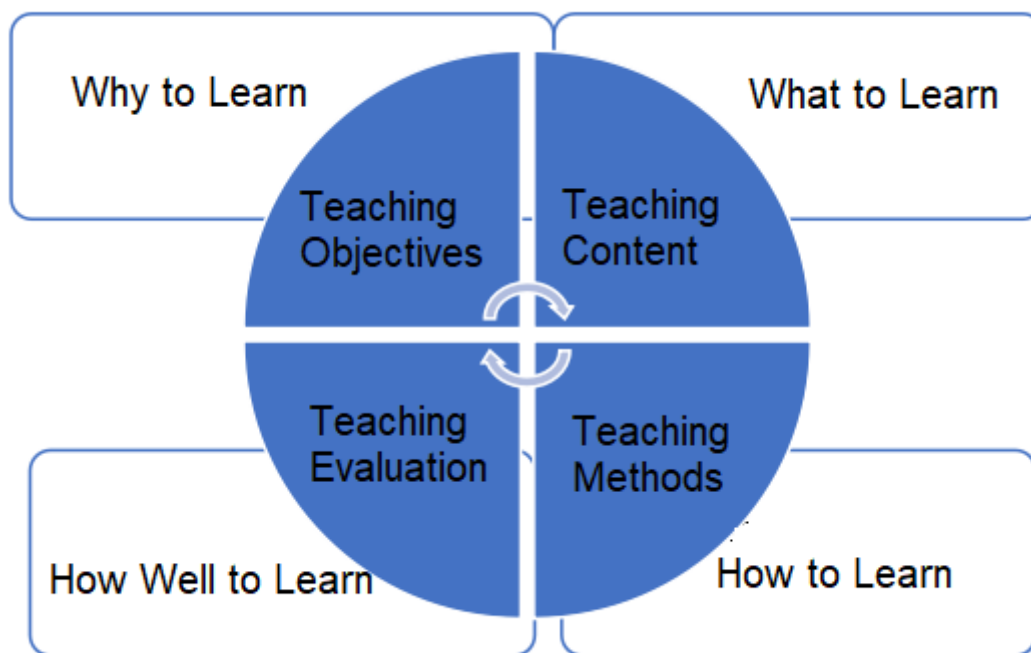 Why to Learn
What to Learn
Teaching
Objectives
Teaching
Content
Teaching
Evaluation
Teaching
Methods
How Well to Learn
How to Learn